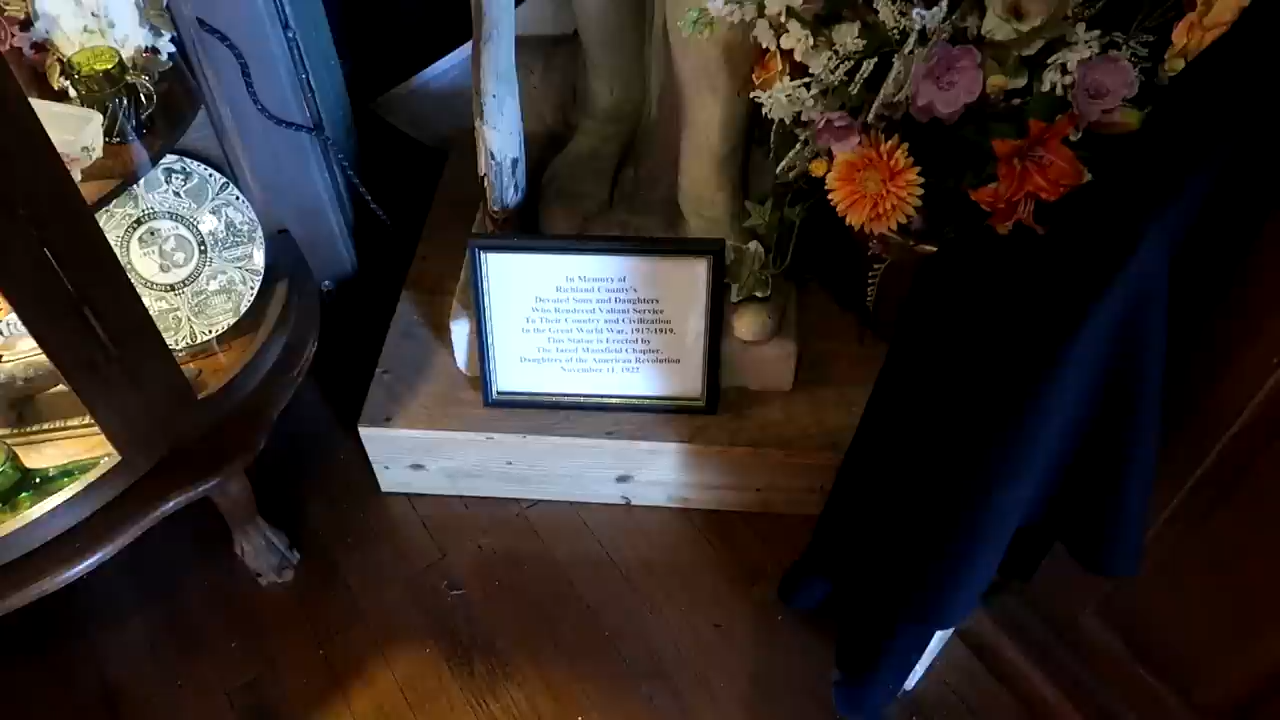 In Memory of
Richland County's
Devoted Sons and Daughters
Who Rendered Valiant Service
To Their Country and Civilization
In the Great World War, 1917-1919.
This Statue is Erected by
The Jared Mansfield Chapter,
Daughters of the American Revolution
November 11, 1922